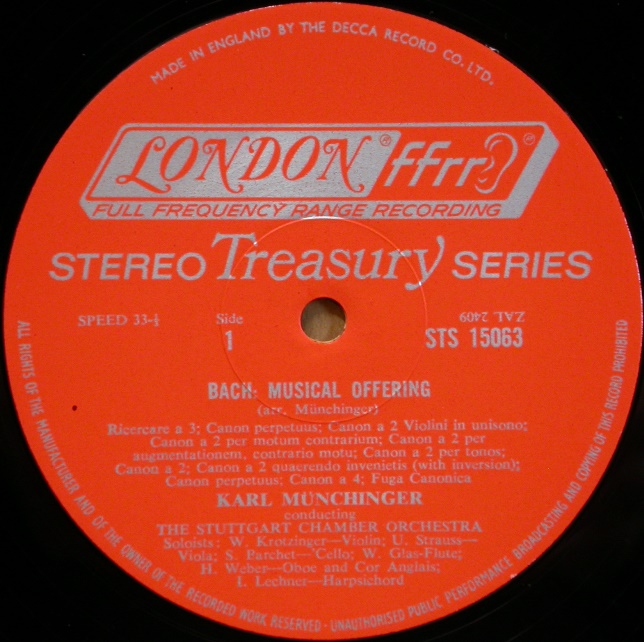 MADE IN ENGLAND BY THE DECCA RECORD CO. LTD.
LONDON ® ffrr ®
FULL FREQUENCY RANGE RECORDING
STEREO Treasury SERIES
SPEED 33-⅓ Side ZAL 2409
1 STS 15063
BACH: MUSICAL OFFERING
(arr. Münchinger)
Ricercare a 3; Canon perpetuus; Canon a 2 Violini in unisono;
Canon a 2 per motum contrarium; Canon a 2 per
augmentationem, contrario motu; Canon a 2 per tonos;
Canon a 2; Canon a 2 quaerendo invenietis (with inversion);
Canon perpetuus; Canon a 4; Fuga Canonica
KARL MÜNCHINGER
conducting
THE STUTTGART CHAMBER ORCHESTRA
Soloists: W. Krotzinger—Violin; U. Strauss—
Viola; S. Parchet—'Cello; W. Glas-Flute;
H. Weber—Oboe and Cor Anglais;
I. Lechner—Harpsichord
ALL RIGHTS OF THE MANUFACTURER AND OF THE OWNER OF THE RECORDED WORK RESERVED · UNAUTHORISED PUBLIC PERFORMANCE BROADCASTING AND COPYING OF THIS RECORD PROHIBITED